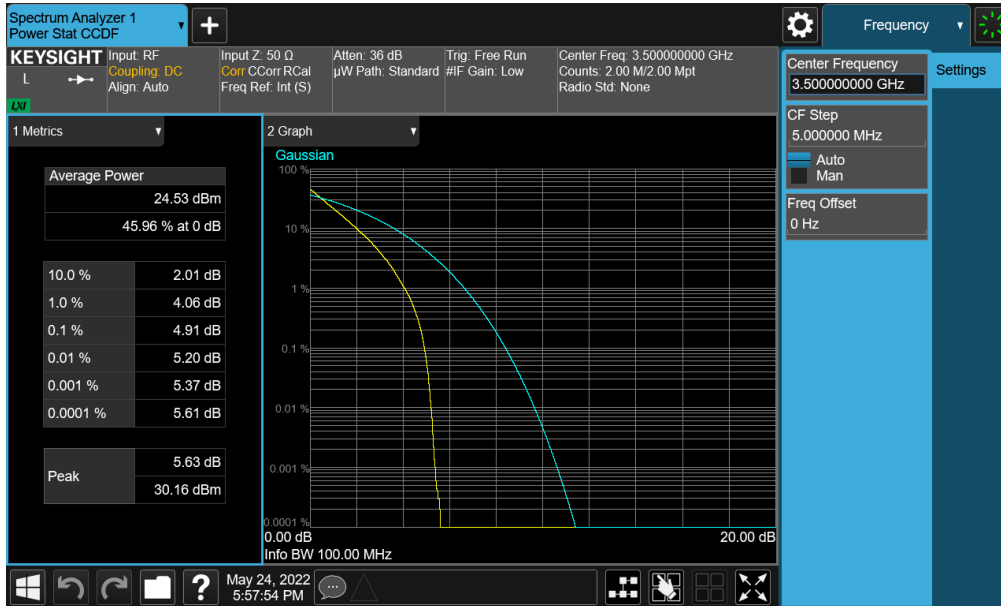 Spectrum Analyzer 1
Power Stat CCDF
Frequency
KEYSIGHT
L
LXI
Input: RF
Coupling: DC
Align: Auto
Input Z: 50 Ω
Corr CCorr RCal
Freq Ref: Int (S)
Atten: 36 dB
µW Path: Standard
Trig: Free Run
#IF Gain: Low
Center Freq: 3.500000000 GHz
Counts: 2.00 M/2.00 Mpt
Radio Std: None
Center Frequency
3.500000000 GHz
Settings
CF Step
5.000000 MHz
Auto
Man
Freq Offset
0 Hz
1 Metrics
Average Power
24.53 dBm
45.96 % at 0 dB
10.0 % 2.01 dB
1.0 % 4.06 dB
0.1 % 4.91 dB
0.01 % 5.20 dB
0.001 % 5.37 dB
0.0001 % 5.61 dB
Peak
5.63 dB
30.16 dBm
2 Graph
Gaussian
100 %
10 %
1 %
0.1 %
0.01 %
0.001 %
0.0001 %
0.00 dB 20.00 dB
Info BW 100.00 MHz
?
May 24, 2022
5:57:54 PM